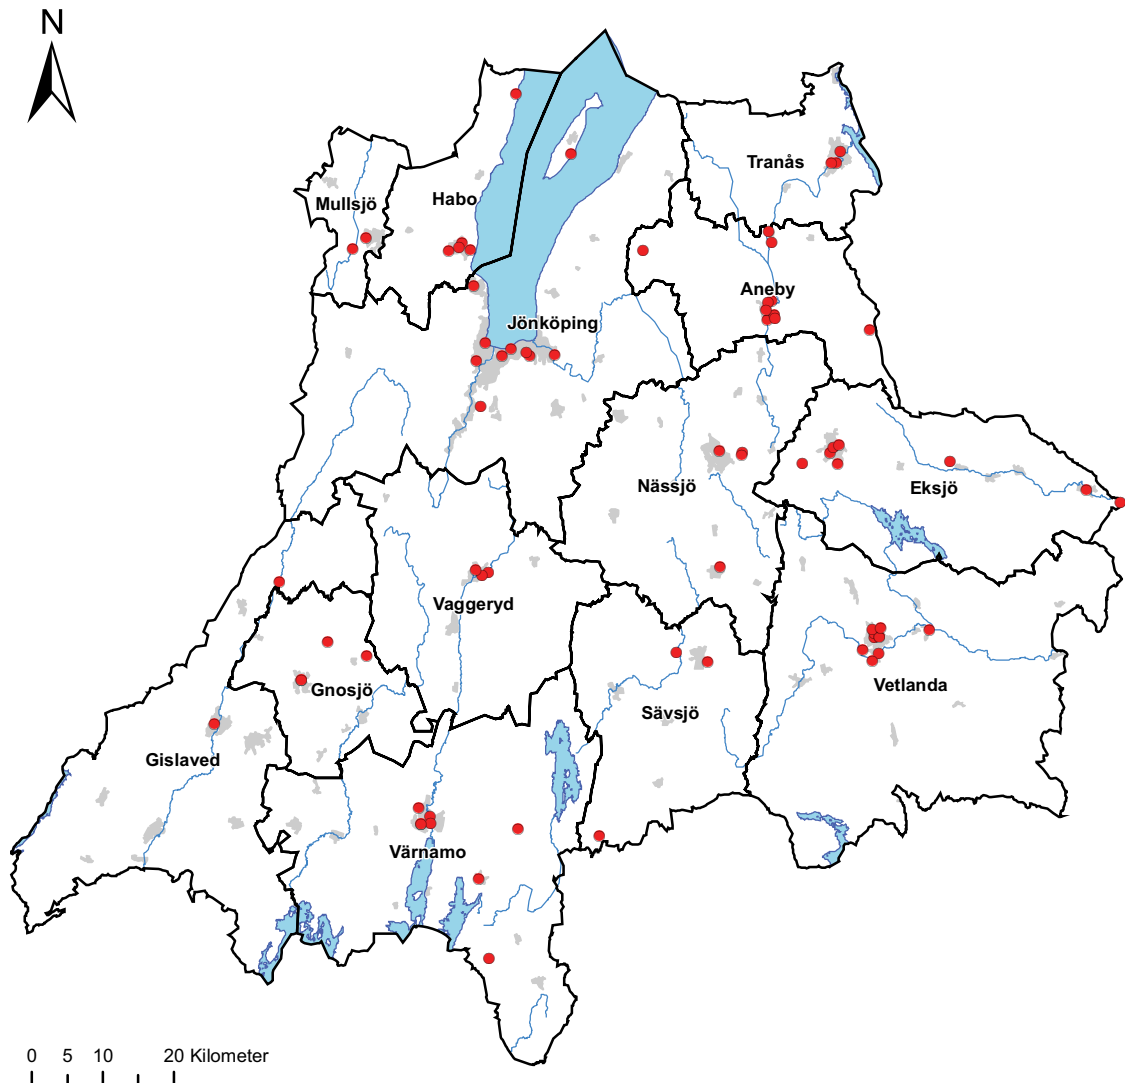 N
Tranås
Habo
Mullsjö
Aneby
Jönköping
Nässjö
Eksjö
Vaggeryd
Vetlanda
Gnosjö
Sävsjö
Gislaved
Värnamo
0 5 10 20 Kilometer